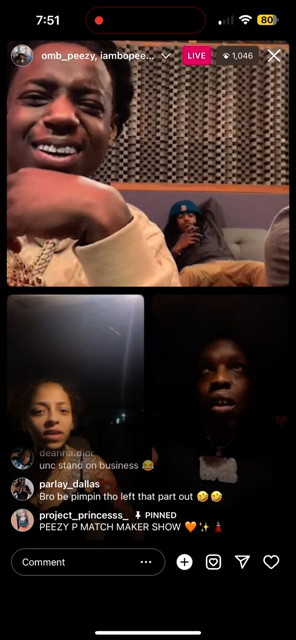 7:51
80
omb_peezy, iambopee...
LIVE
1,046
deanna.dior
unc stand on business 😂
parlay_dallas
Bro be pimpin tho left that part out 🤣🤣
project_princesss_ PINNED
PEEZY P MATCH MAKER SHOW 🧡✨💃
Comment